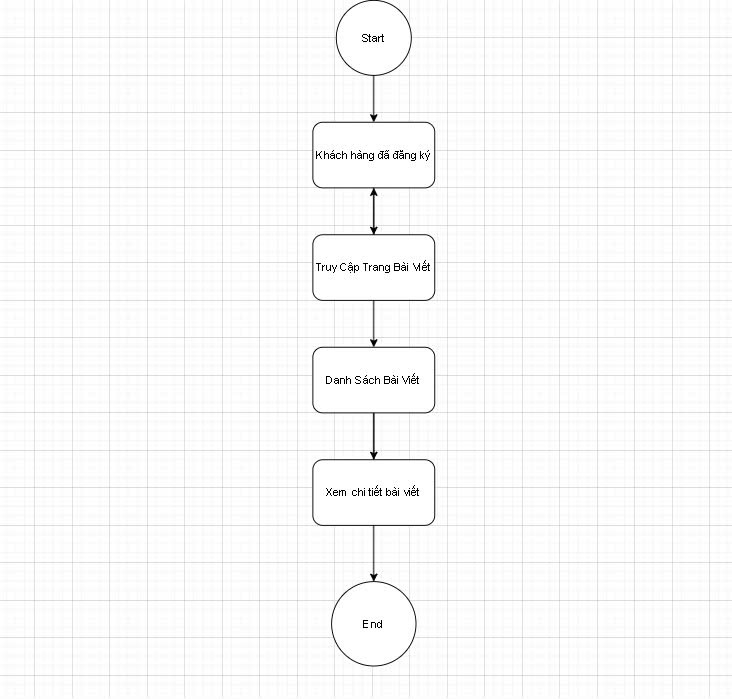 Start
Khách hàng đã đăng ký
Truy Cập Trang Bài Viết
Danh Sách Bài Viết
Xem chi tiết bài viết
End